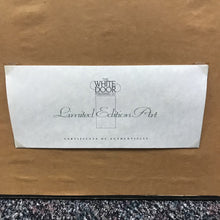 THE
WHITE
DOOR
Limited Edition Art
CERTIFICATE OF AUTHENTICITY